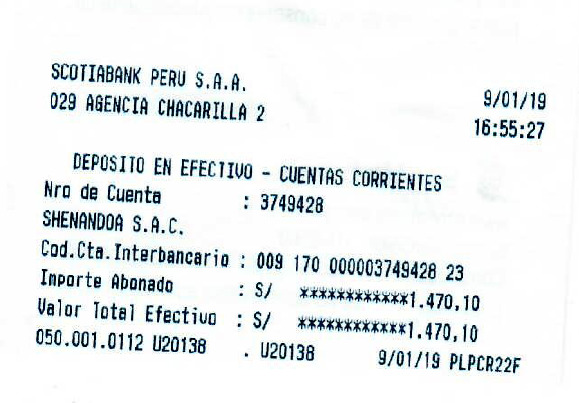 SCOTIABANK PERU S.A.A. 9/01/19
029 AGENCIA CHACARILLA 2 16:55:27
DEPOSITO EN EFECTIVO - CUENTAS CORRIENTES
Nro de Cuenta : 3749428
SHENANDOA S.A.C.
Cod.Cta.Interbancario : 009 170 000003749428 23
Importe Abonado : S/ ************1.470,10
Valor Total Efectivo : S/ ************1.470,10
050.001.0112 U20138 . U20138 9/01/19 PLPCR22F